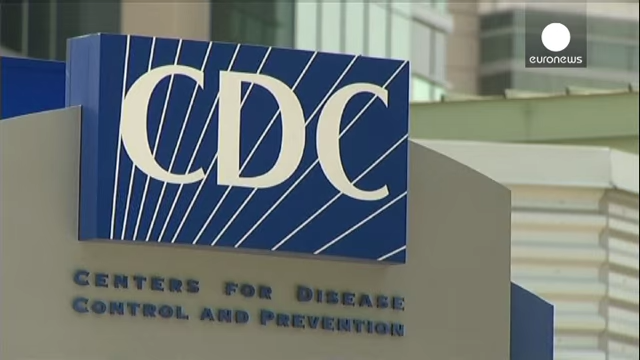 euronews
CDC
CENTERS FOR DISEASE
CONTROL AND PREVENTION